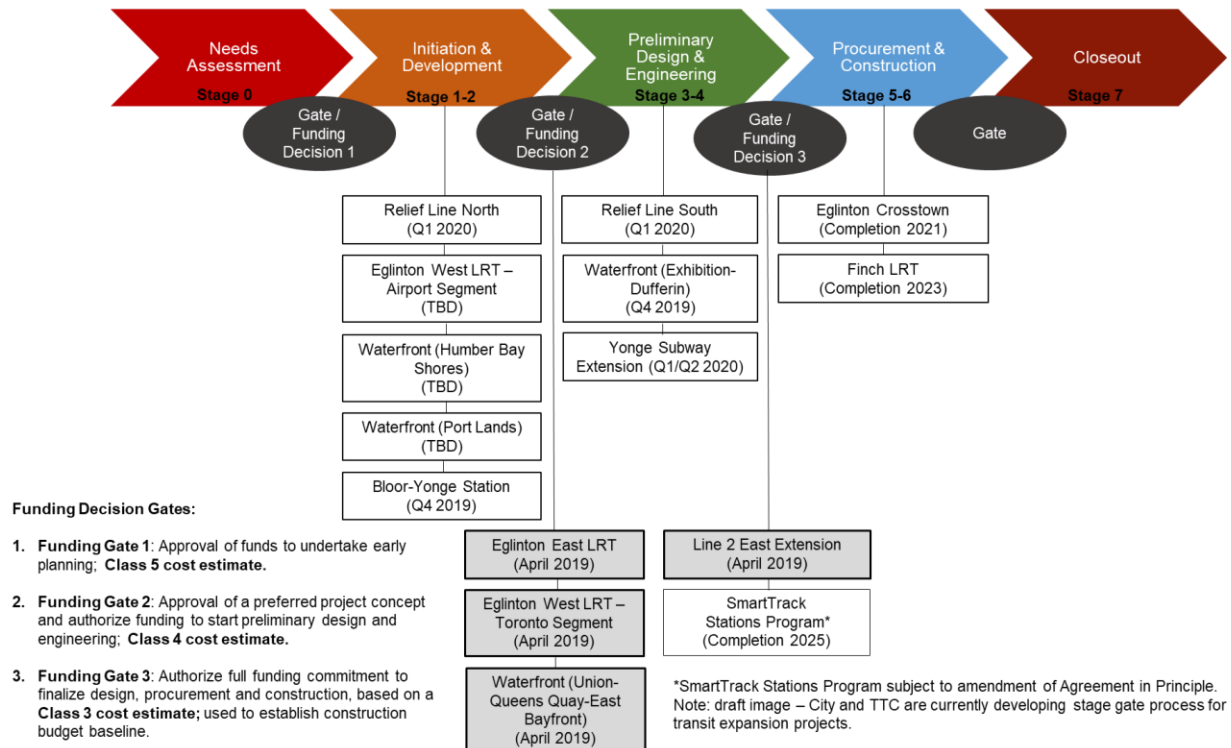 Needs
Assessment
Stage 0
Initiation &
Development
Stage 1-2
Preliminary
Design &
Engineering
Stage 3-4
Procurement &
Construction
Stage 5-6
Closeout
Stage 7
Gate /
Funding
Decision 1
Gate /
Funding
Decision 2
Gate /
Funding
Decision 3
Gate
Relief Line North
(Q1 2020)
Eglinton West LRT –
Airport Segment
(TBD)
Waterfront (Humber Bay
Shores)
(TBD)
Waterfront (Port Lands)
(TBD)
Bloor-Yonge Station
(Q4 2019)
Relief Line South
(Q1 2020)
Waterfront (Exhibition-
Dufferin)
(Q4 2019)
Yonge Subway
Extension (Q1/Q2 2020)
Eglinton Crosstown
(Completion 2021)
Finch LRT
(Completion 2023)
Eglinton East LRT
(April 2019)
Eglinton West LRT –
Toronto Segment
(April 2019)
Waterfront (Union-
Queens Quay-East
Bayfront)
(April 2019)
Line 2 East Extension
(April 2019)
SmartTrack
Stations Program*
(Completion 2025)
Funding Decision Gates:
1. Funding Gate 1: Approval of funds to undertake early
planning; Class 5 cost estimate.
2. Funding Gate 2: Approval of a preferred project concept
and authorize funding to start preliminary design and
engineering; Class 4 cost estimate.
3. Funding Gate 3: Authorize full funding commitment to
finalize design, procurement and construction, based on a
Class 3 cost estimate; used to establish construction
budget baseline.
*SmartTrack Stations Program subject to amendment of Agreement in Principle.
Note: draft image – City and TTC are currently developing stage gate process for
transit expansion projects.